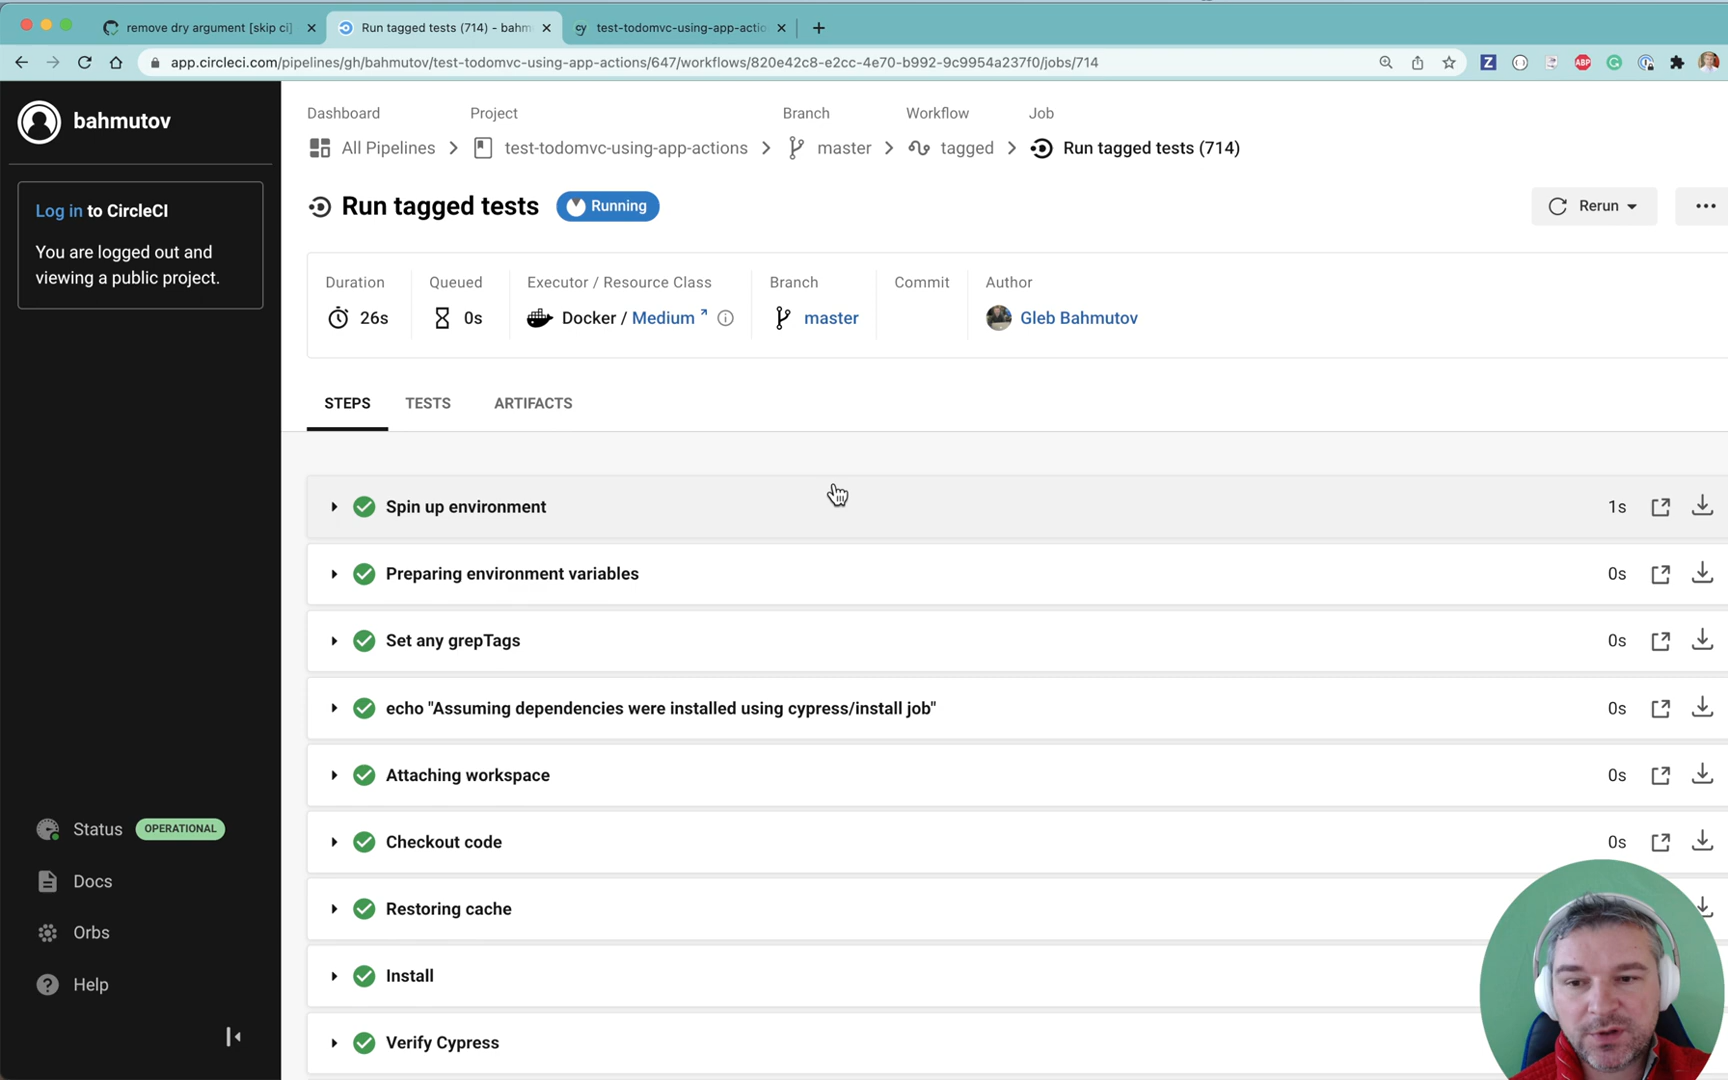 remove dry argument [skip ci]
Run tagged tests (714) - bahm
test-todomvc-using-app-actio
app.circleci.com/pipelines/gh/bahmutov/test-todomvc-using-app-actions/647/workflows/820e42c8-e2cc-4e70-b992-9c9954a237f0/jobs/714
bahmutov
Log in to CircleCI
You are logged out and
viewing a public project.
Dashboard Project Branch Workflow Job
All Pipelines test-todomvc-using-app-actions master tagged Run tagged tests (714)
Run tagged tests Running Rerun
Duration Queued Executor / Resource Class Branch Commit Author
26s 0s Docker / Medium master Gleb Bahmutov
STEPS TESTS ARTIFACTS
Spin up environment 1s
Preparing environment variables 0s
Set any grepTags 0s
echo "Assuming dependencies were installed using cypress/install job" 0s
Attaching workspace 0s
Checkout code 0s
Restoring cache
Install
Verify Cypress
Status OPERATIONAL
Docs
Orbs
Help